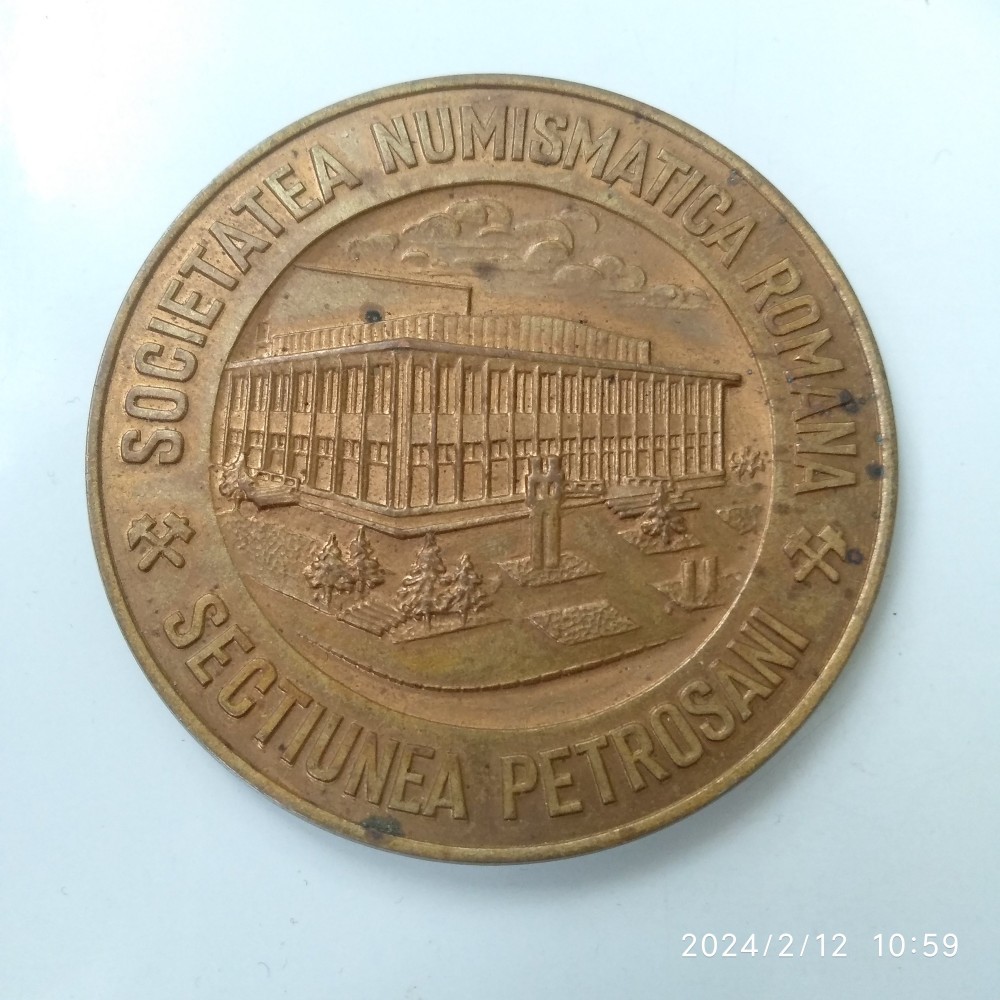 SOCIETATEA NUMISMATICA ROMANA
SECTIUNEA PETROSANI
2024/2/12 10:59